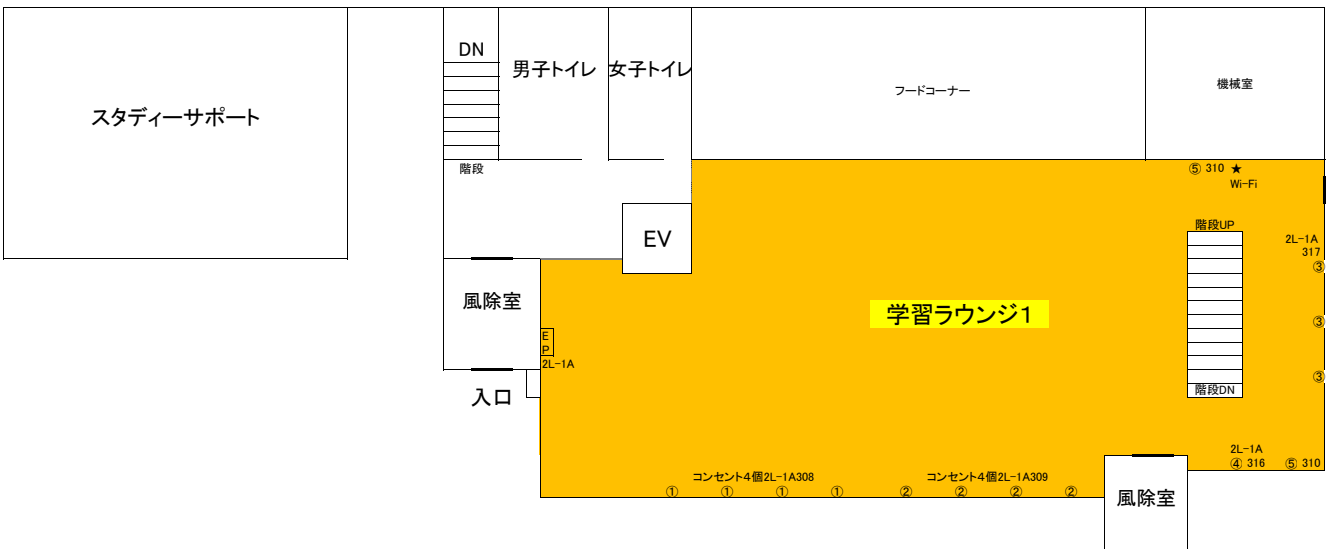 DN
男子トイレ
女子トイレ
フードコーナー
機械室
スタディーサポート
階段
⑤ 310 ★
Wi-Fi
EV
階段UP
2L-1A
317
③
風除室
学習ラウンジ1
③
E
P
2L-1A
③
入口
階段DN
2L-1A
④ 316 ⑤ 310
コンセント4個2L-1A308
① ① ① ①
コンセント4個2L-1A309
② ② ② ②
風除室